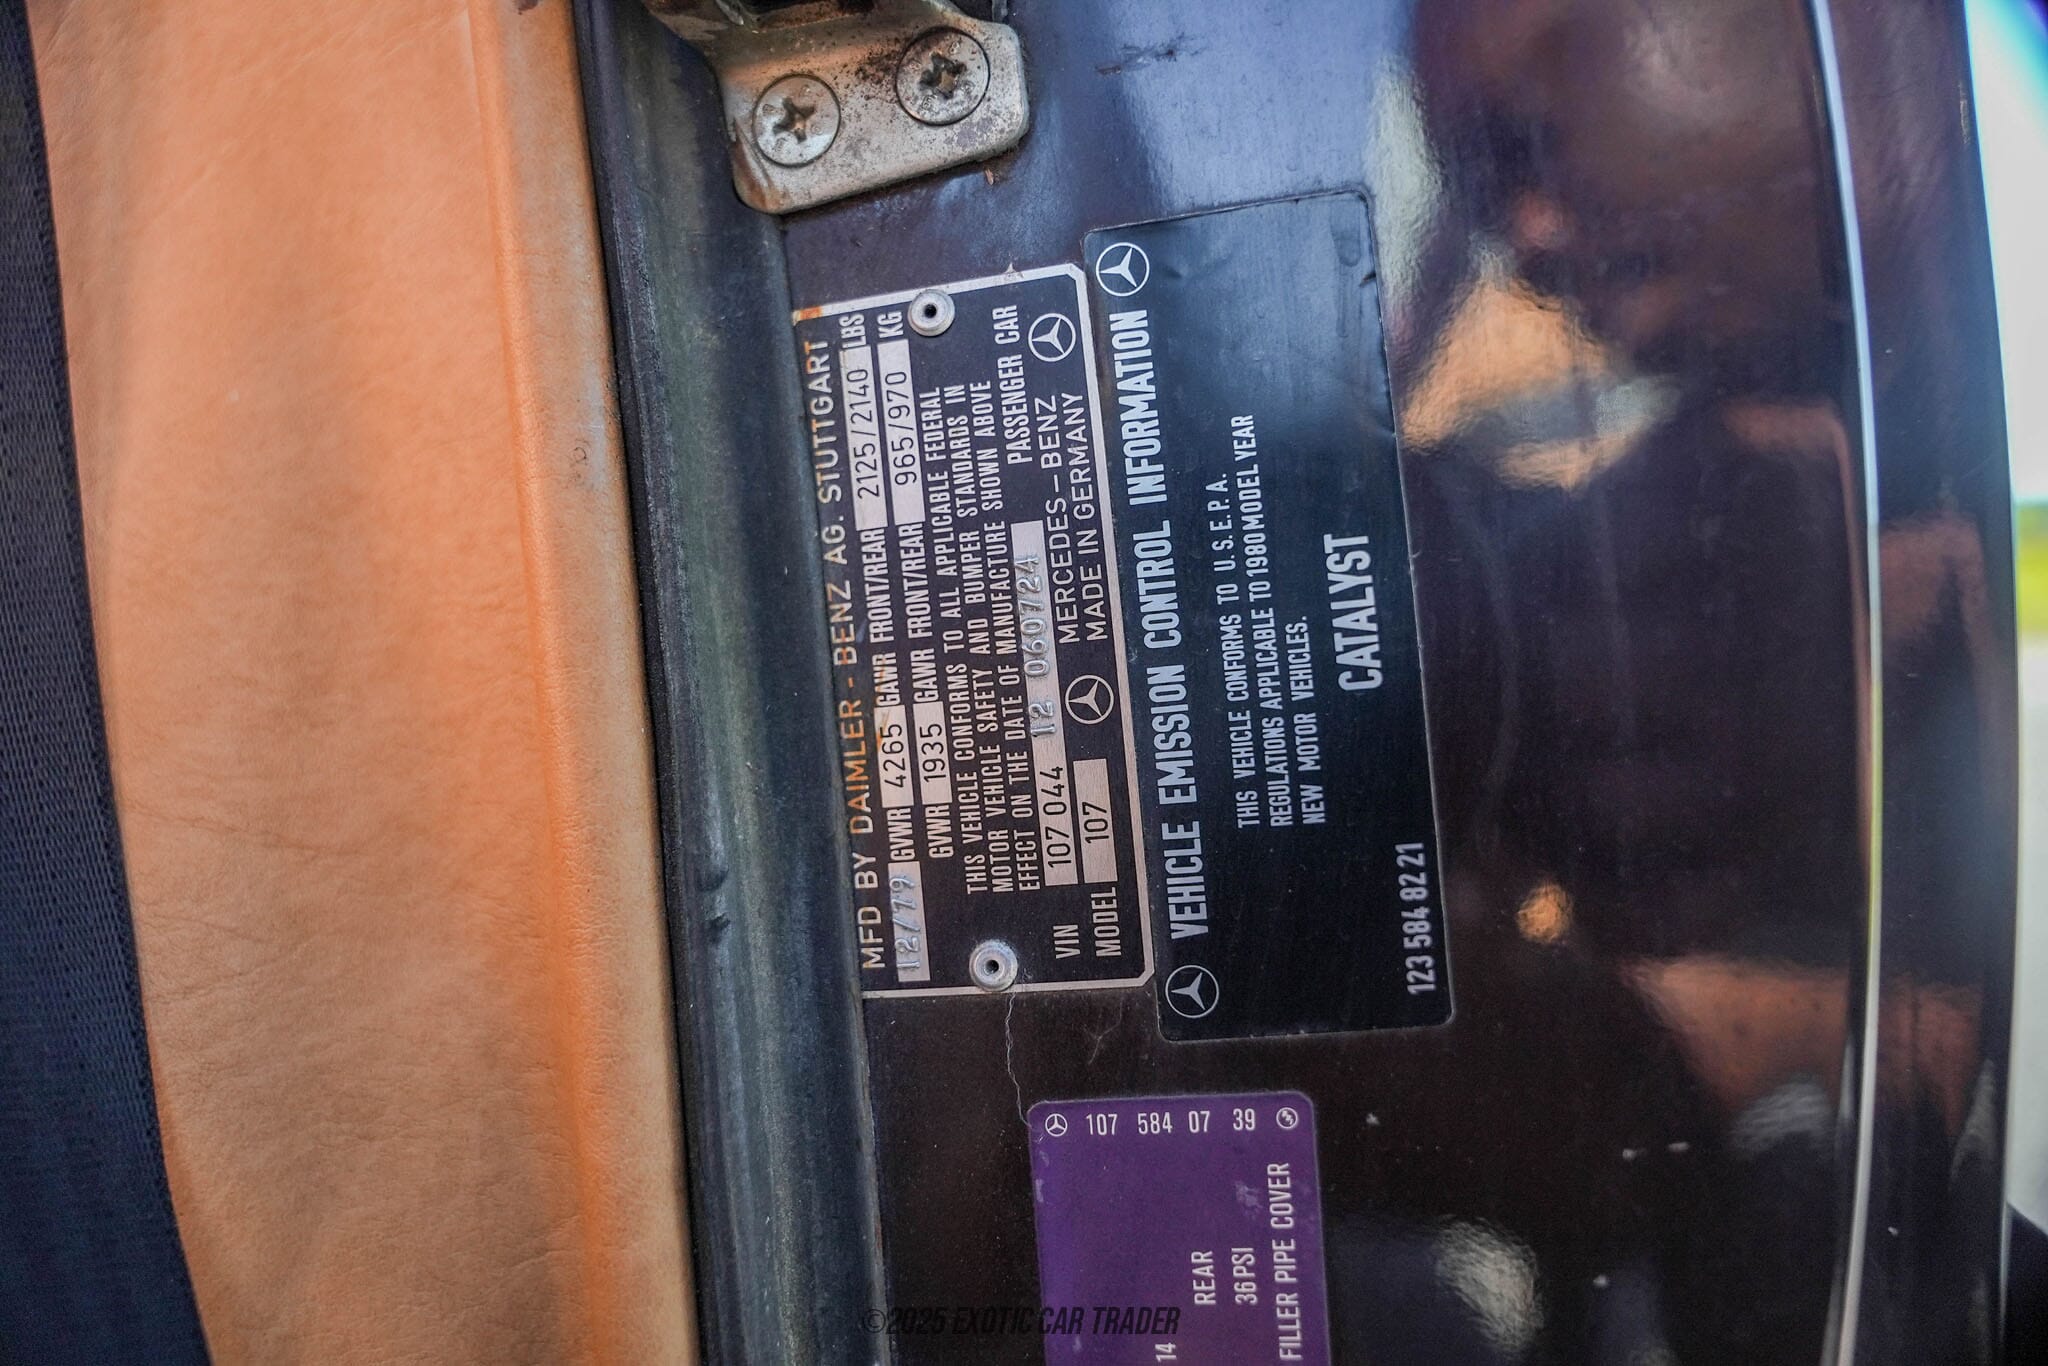 MFD BY DAIMLER-BENZ AG. STUTTGART
12/79 GVWR 4265 GAWR FRONT/REAR 2125/2140 LBS
GVWR 1935 GAWR FRONT/REAR 965/970 KG
THIS VEHICLE CONFORMS TO ALL APPLICABLE FEDERAL
MOTOR VEHICLE SAFETY AND BUMPER STANDARDS IN
EFFECT ON THE DATE OF MANUFACTURE SHOWN ABOVE
VIN 107 044 12 060724 PASSENGER CAR
MODEL 107 MERCEDES-BENZ
MADE IN GERMANY
VEHICLE EMISSION CONTROL INFORMATION
THIS VEHICLE CONFORMS TO U.S.E.P.A.
REGULATIONS APPLICABLE TO 1980 MODEL YEAR
NEW MOTOR VEHICLES.
CATALYST
123 584 82 21
107 584 07 39
14
REAR
36 PSI
FILLER PIPE COVER
©2025 EXOTIC CAR TRADER